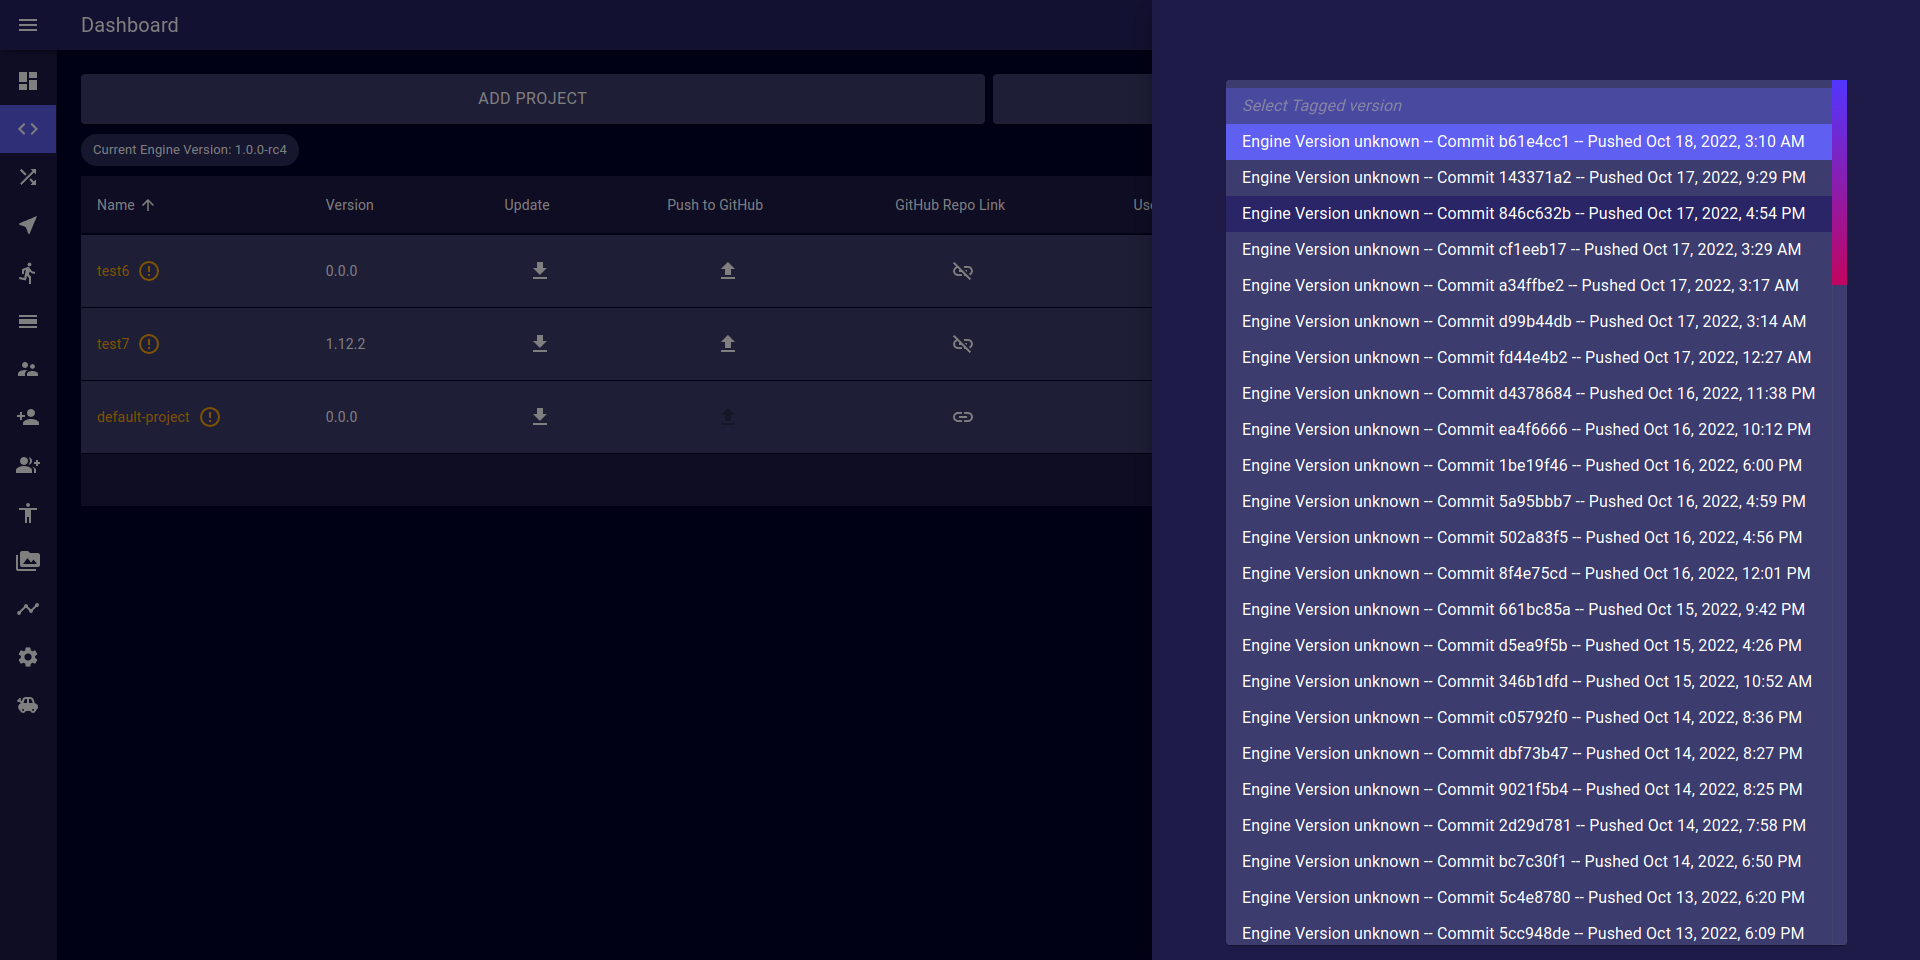 Dashboard
ADD PROJECT
Current Engine Version: 1.0.0-rc4
Name Version Update Push to GitHub GitHub Repo Link
test6 0.0.0
test7 1.12.2
default-project 0.0.0
Select Tagged version
Engine Version unknown -- Commit b61e4cc1 -- Pushed Oct 18, 2022, 3:10 AM
Engine Version unknown -- Commit 143371a2 -- Pushed Oct 17, 2022, 9:29 PM
Engine Version unknown -- Commit 846c632b -- Pushed Oct 17, 2022, 4:54 PM
Engine Version unknown -- Commit cf1eeb17 -- Pushed Oct 17, 2022, 3:29 AM
Engine Version unknown -- Commit a34ffbe2 -- Pushed Oct 17, 2022, 3:17 AM
Engine Version unknown -- Commit d99b44db -- Pushed Oct 17, 2022, 3:14 AM
Engine Version unknown -- Commit fd44e4b2 -- Pushed Oct 17, 2022, 12:27 AM
Engine Version unknown -- Commit d4378684 -- Pushed Oct 16, 2022, 11:38 PM
Engine Version unknown -- Commit ea4f6666 -- Pushed Oct 16, 2022, 10:12 PM
Engine Version unknown -- Commit 1be19f46 -- Pushed Oct 16, 2022, 6:00 PM
Engine Version unknown -- Commit 5a95bbb7 -- Pushed Oct 16, 2022, 4:59 PM
Engine Version unknown -- Commit 502a83f5 -- Pushed Oct 16, 2022, 4:56 PM
Engine Version unknown -- Commit 8f4e75cd -- Pushed Oct 16, 2022, 12:01 PM
Engine Version unknown -- Commit 661bc85a -- Pushed Oct 15, 2022, 9:42 PM
Engine Version unknown -- Commit d5ea9f5b -- Pushed Oct 15, 2022, 4:26 PM
Engine Version unknown -- Commit 346b1dfd -- Pushed Oct 15, 2022, 10:52 AM
Engine Version unknown -- Commit c05792f0 -- Pushed Oct 14, 2022, 8:36 PM
Engine Version unknown -- Commit dbf73b47 -- Pushed Oct 14, 2022, 8:27 PM
Engine Version unknown -- Commit 9021f5b4 -- Pushed Oct 14, 2022, 8:25 PM
Engine Version unknown -- Commit 2d29d781 -- Pushed Oct 14, 2022, 7:58 PM
Engine Version unknown -- Commit bc7c30f1 -- Pushed Oct 14, 2022, 6:50 PM
Engine Version unknown -- Commit 5c4e8780 -- Pushed Oct 13, 2022, 6:20 PM
Engine Version unknown -- Commit 5cc948de -- Pushed Oct 13, 2022, 6:09 PM